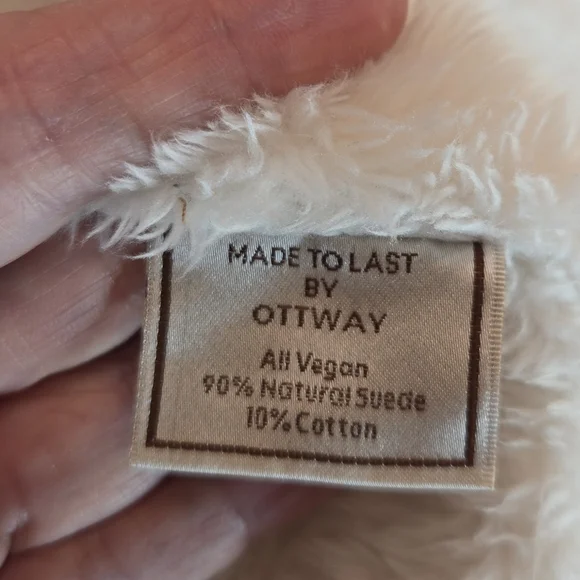 MADE TO LAST
BY
OTTWAY
All Vegan
90% Natural Suede
10% Cotton